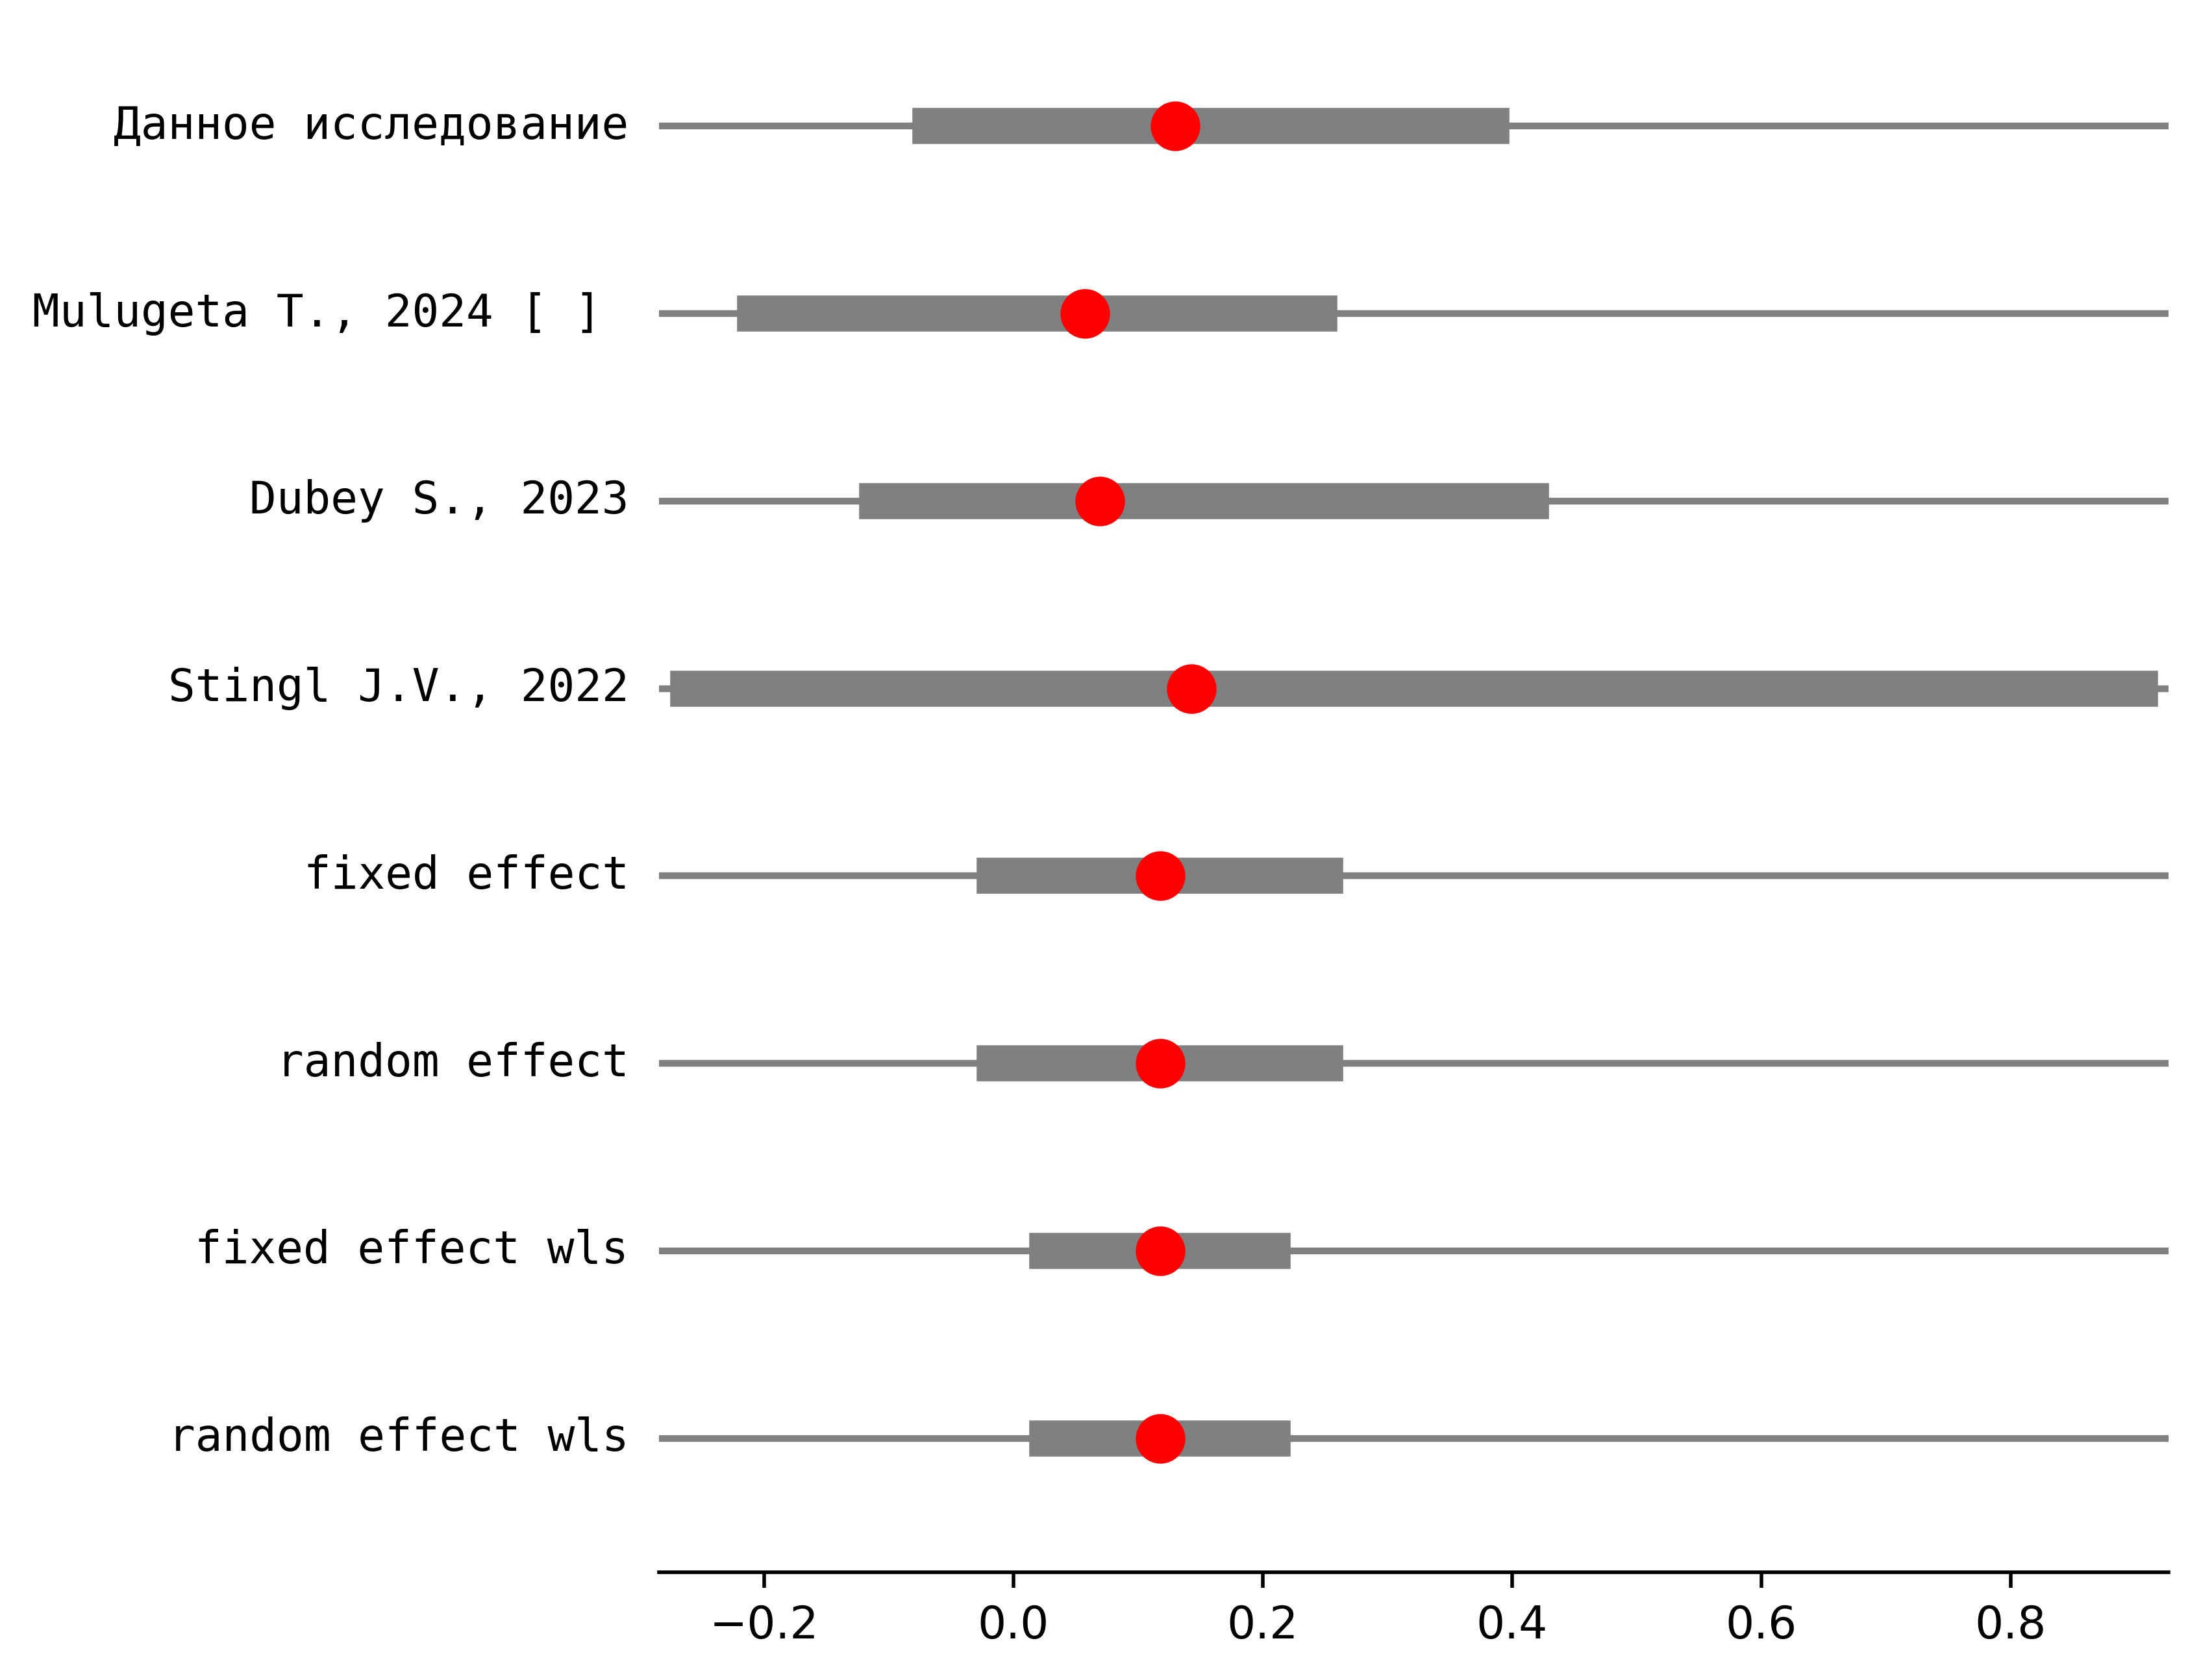 Данное исследование
Mulugeta T., 2024 [ ]
Dubey S., 2023
Stingl J.V., 2022
fixed effect
random effect
fixed effect wls
random effect wls
−0.2 0.0 0.2 0.4 0.6 0.8